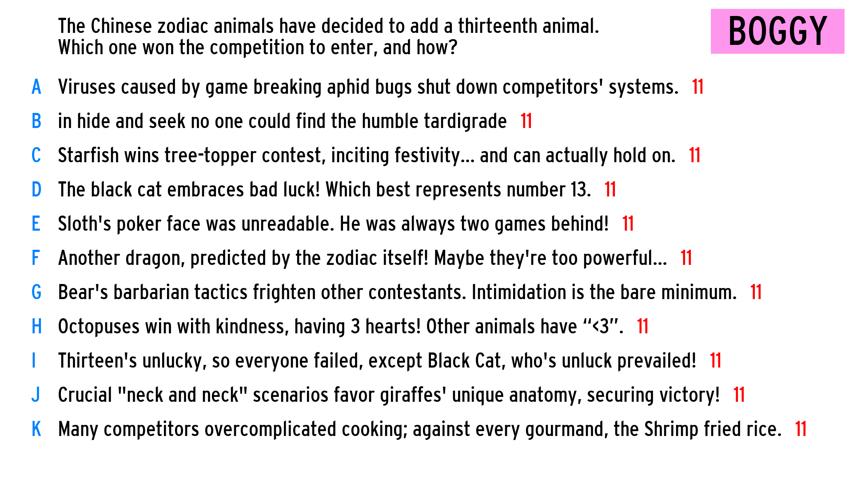 The Chinese zodiac animals have decided to add a thirteenth animal.
Which one won the competition to enter, and how?
BOGGY
A Viruses caused by game breaking aphid bugs shut down competitors' systems. 11
B in hide and seek no one could find the humble tardigrade 11
C Starfish wins tree-topper contest, inciting festivity... and can actually hold on. 11
D The black cat embraces bad luck! Which best represents number 13. 11
E Sloth's poker face was unreadable. He was always two games behind! 11
F Another dragon, predicted by the zodiac itself! Maybe they're too powerful... 11
G Bear's barbarian tactics frighten other contestants. Intimidation is the bare minimum. 11
H Octopuses win with kindness, having 3 hearts! Other animals have “<3”. 11
I Thirteen's unlucky, so everyone failed, except Black Cat, who's unluck prevailed! 11
J Crucial "neck and neck" scenarios favor giraffes' unique anatomy, securing victory! 11
K Many competitors overcomplicated cooking; against every gourmand, the Shrimp fried rice. 11